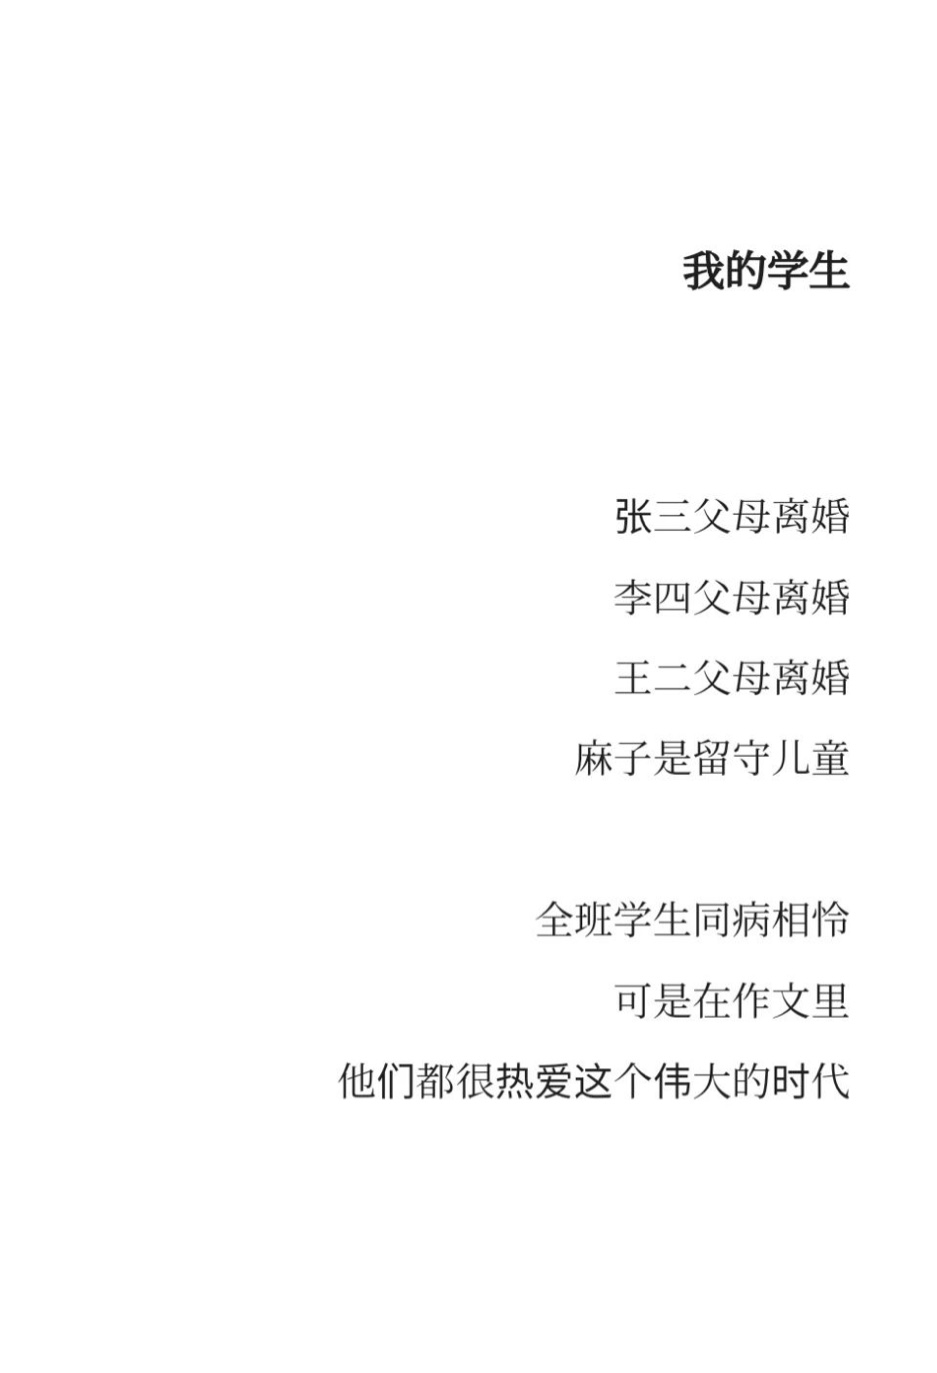 我的学生
张三父母离婚
李四父母离婚
王二父母离婚
麻子是留守儿童
全班学生同病相怜
可是在作文里
他们都很热爱这个伟大的时代